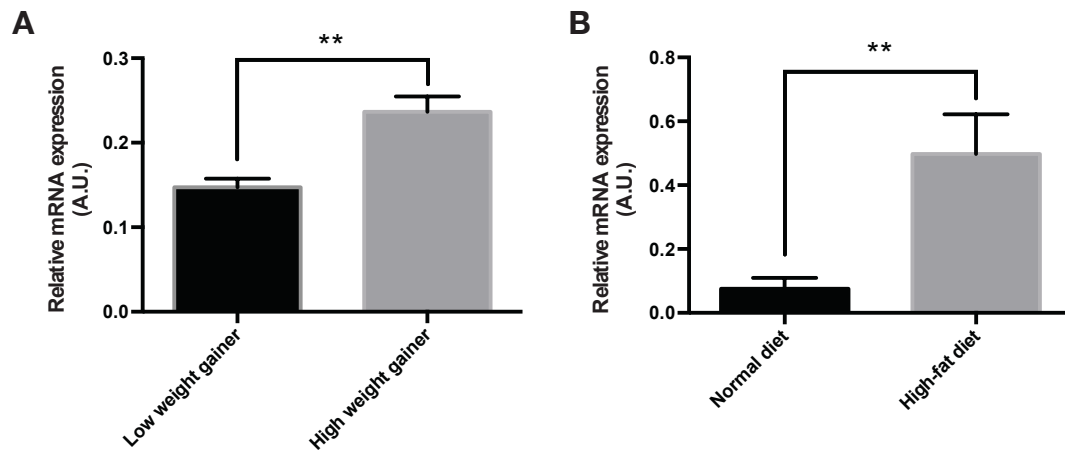 A
**
Relative mRNA expression
(A.U.)
0.3
0.2
0.1
0.0
Low weight gainer
High weight gainer
B
**
Relative mRNA expression
(A.U.)
0.8
0.6
0.4
0.2
0.0
Normal diet
High-fat diet